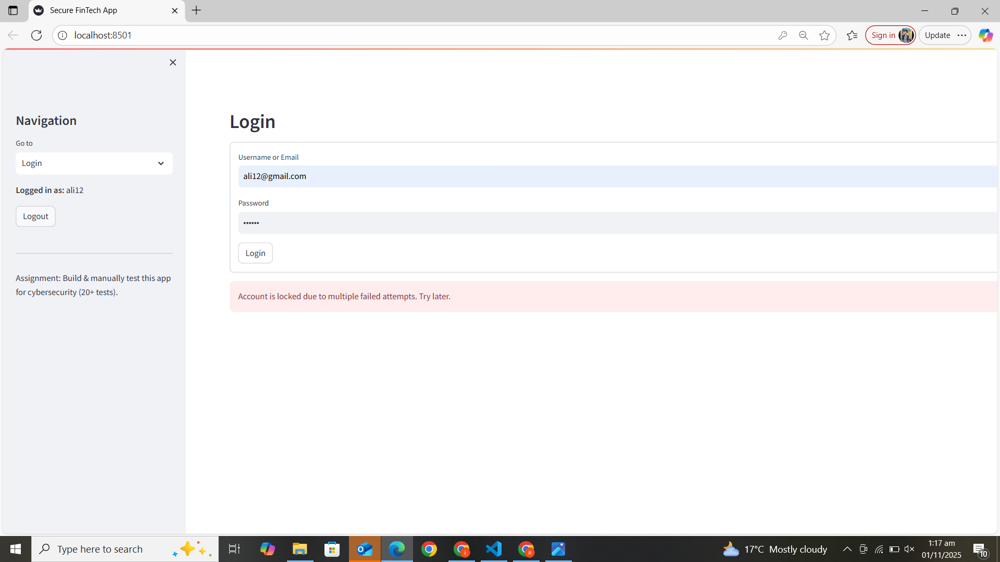 Secure FinTech App
localhost:8501
Sign in
Update
Navigation
Go to
Login
Logged in as: ali12
Logout
Assignment: Build & manually test this app
for cybersecurity (20+ tests).
Login
Username or Email
ali12@gmail.com
Password
••••••
Login
Account is locked due to multiple failed attempts. Try later.
Type here to search
17°C Mostly cloudy
1:17 am
01/11/2025
10